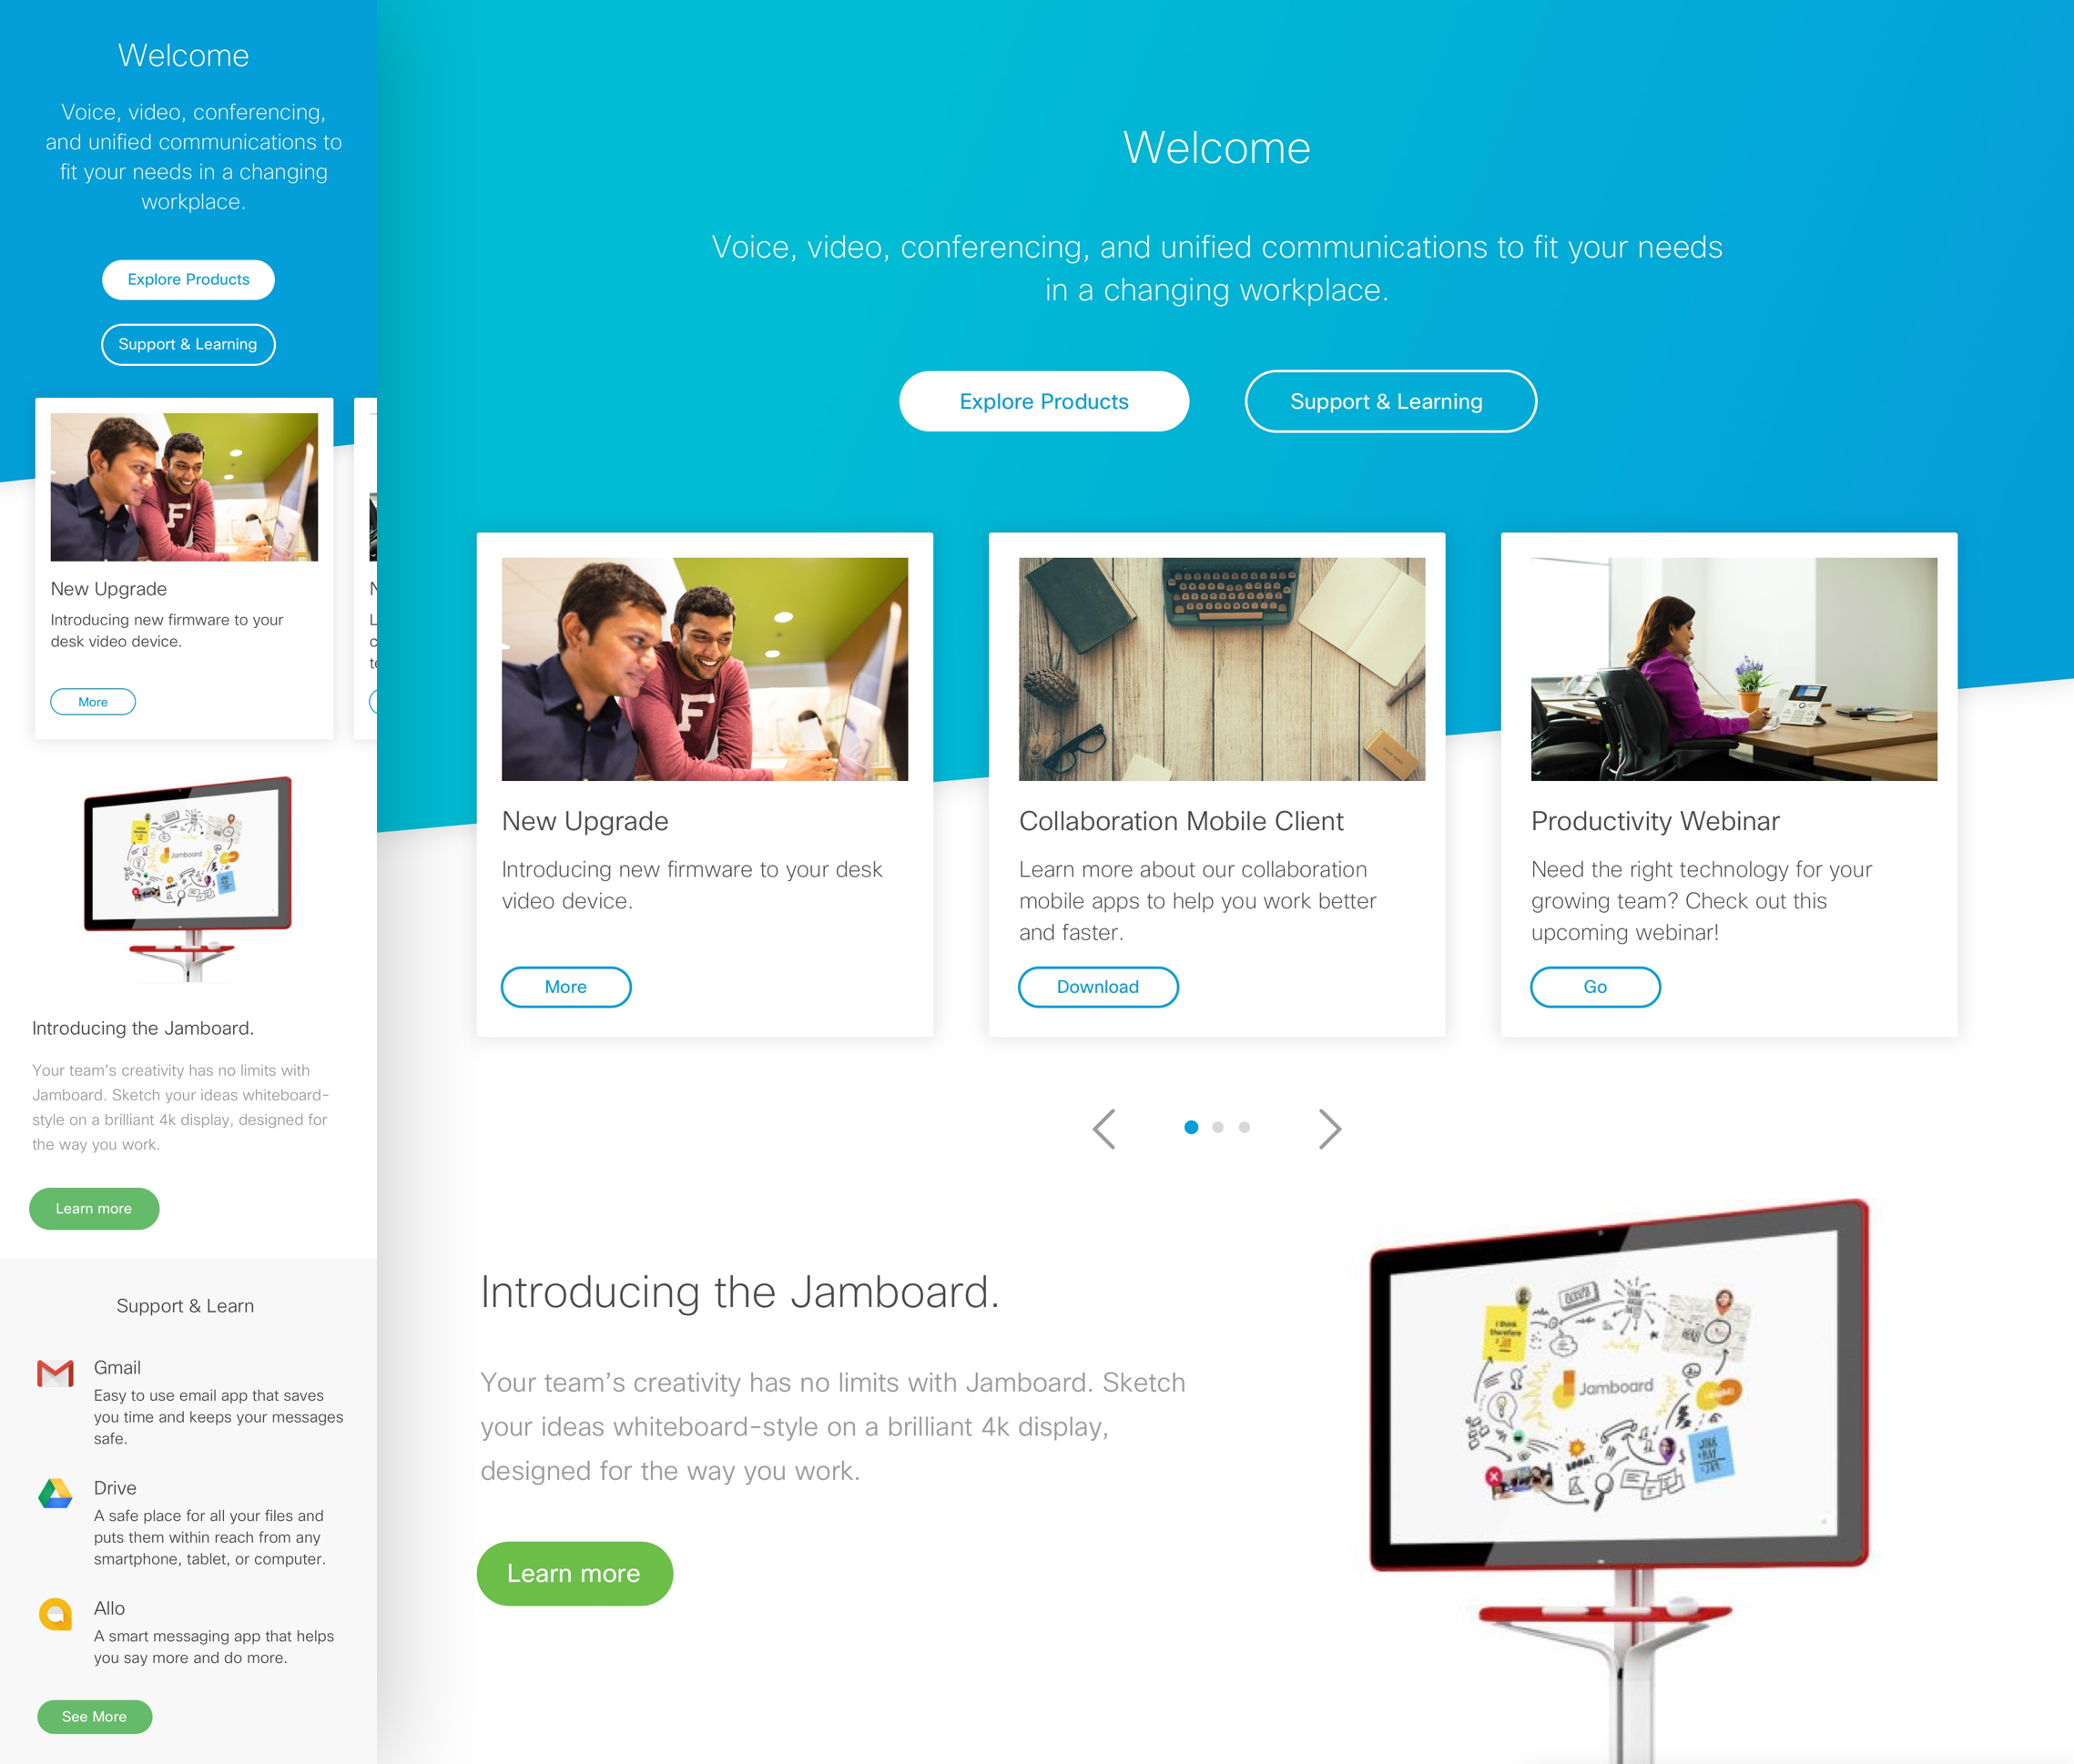 Welcome
Voice, video, conferencing,
and unified communications to
fit your needs in a changing
workplace.
Explore Products
Support & Learning
New Upgrade
Introducing new firmware to your
desk video device.
More
Jamboard
Introducing the Jamboard.
Your team's creativity has no limits with
Jamboard. Sketch your ideas whiteboard-
style on a brilliant 4k display, designed for
the way you work.
Learn more
Support & Learn
Gmail
Easy to use email app that saves
you time and keeps your messages
safe.
Drive
A safe place for all your files and
puts them within reach from any
smartphone, tablet, or computer.
Allo
A smart messaging app that helps
you say more and do more.
See More
Welcome
Voice, video, conferencing, and unified communications to fit your needs
in a changing workplace.
Explore Products
Support & Learning
F
New Upgrade
Introducing new firmware to your desk
video device.
More
Collaboration Mobile Client
Learn more about our collaboration
mobile apps to help you work better
and faster.
Download
Productivity Webinar
Need the right technology for your
growing team? Check out this
upcoming webinar!
Go
Introducing the Jamboard.
Your team's creativity has no limits with Jamboard. Sketch
your ideas whiteboard-style on a brilliant 4k display,
designed for the way you work.
Learn more
I think
therefore
Jamboard